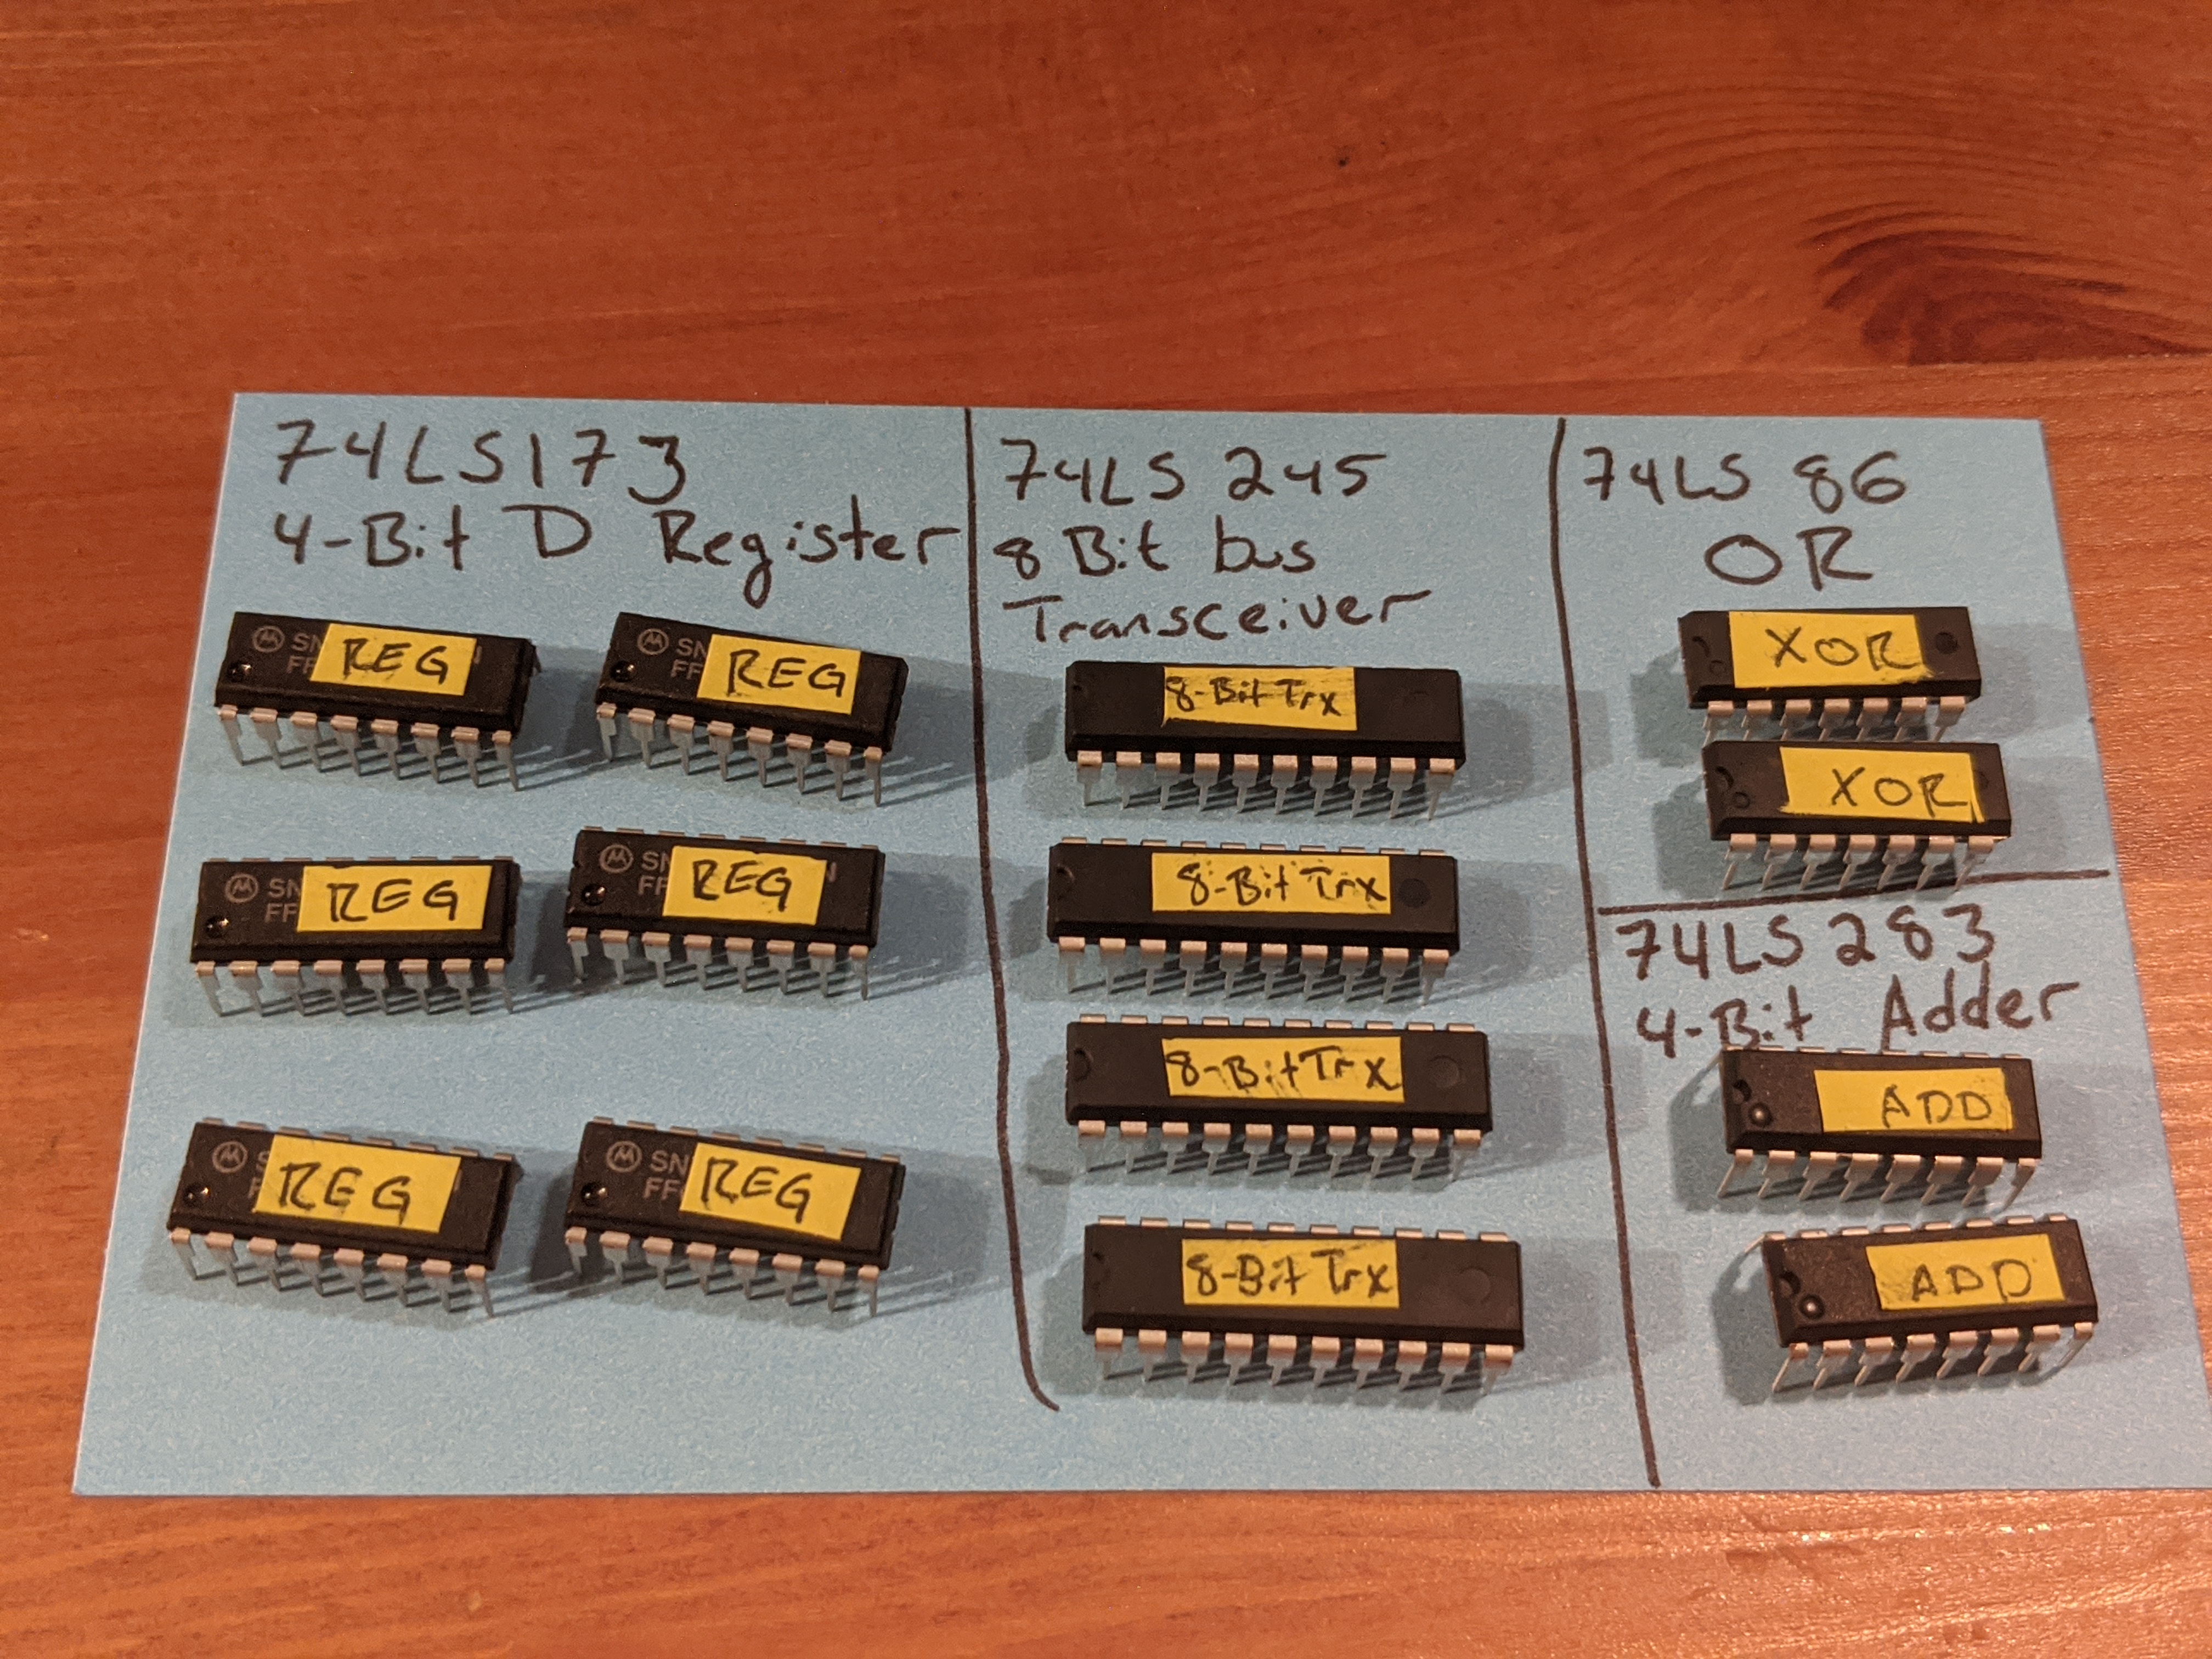 74LS173
4-Bit D Register
SN REG N
FF
SN REG
FF
SN REG
FF
SN REG N
FF
REG
SN REG
FF
74LS 245
8 Bit bus
Transceiver
8-Bit Trx
8-Bit Trx
8-Bit Trx
8-Bit Trx
74LS 86
OR
XOR
XOR
74LS 283
4-Bit Adder
ADD
ADD